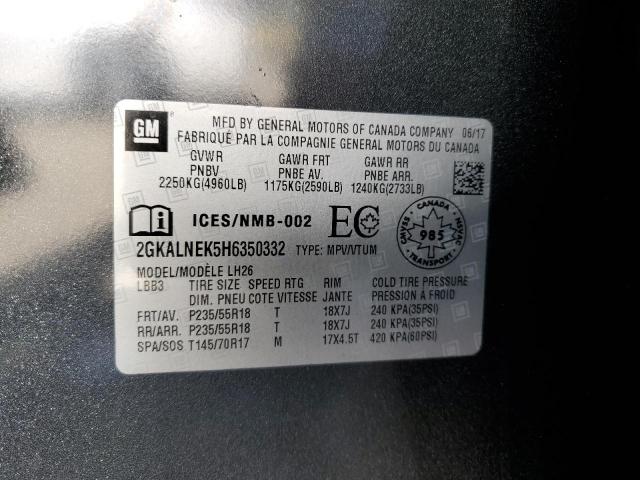 GM
MFD BY GENERAL MOTORS OF CANADA COMPANY 06/17
FABRIQUÉ PAR LA COMPAGNIE GENERAL MOTORS DU CANADA
GVWR GAWR FRT GAWR RR
PNBV PNBE AV. PNBE ARR.
2250KG(4960LB) 1175KG(2590LB) 1240KG(2733LB)
ICES/NMB-002 EC
CANADA
CMVSS 985 NSVAC
2GKALNEK5H6350332 TYPE: MPV/VTUM
MODEL/MODÈLE LH26
LBB3 TIRE SIZE SPEED RTG RIM COLD TIRE PRESSURE
DIM. PNEU COTE VITESSE JANTE PRESSION A FROID
FRT/AV. P235/55R18 T 18X7J 240 KPA(35PSI)
RR/ARR. P235/55R18 T 18X7J 240 KPA(35PSI)
SPA/SOS T145/70R17 M 17X4.5T 420 KPA(60PSI)